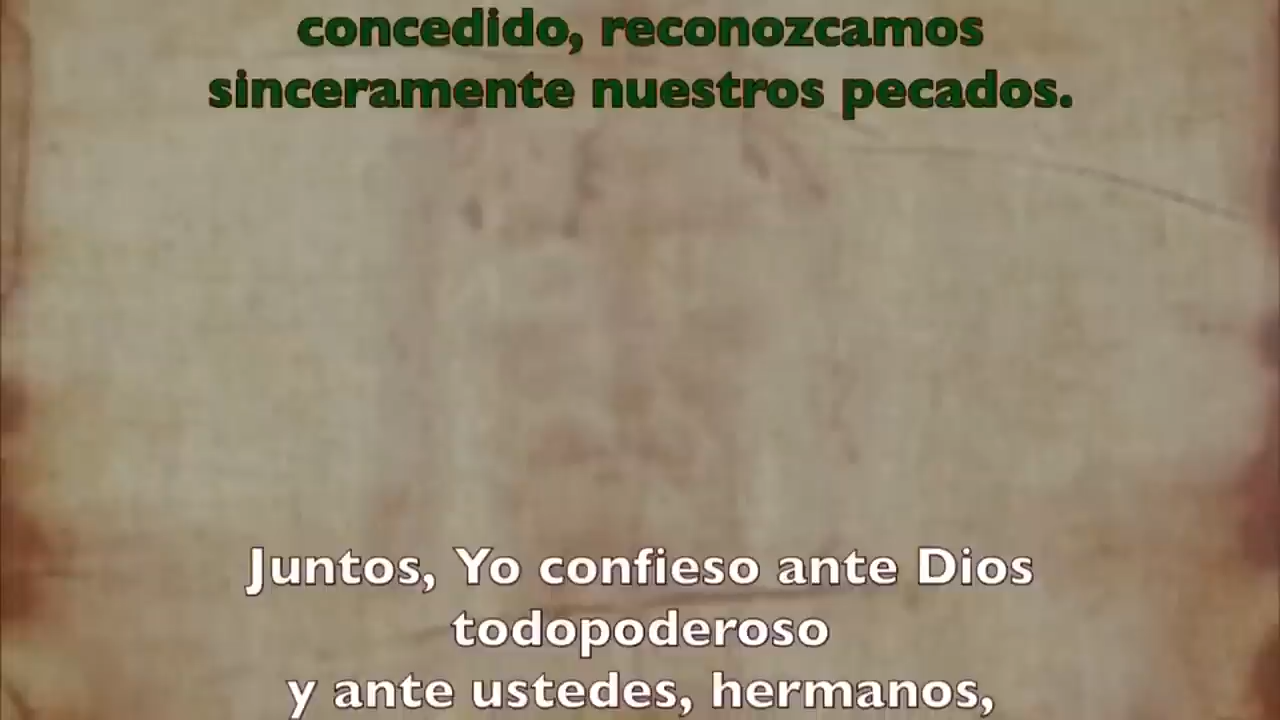 concedido, reconozcamos
sinceramente nuestros pecados.
Juntos, Yo confieso ante Dios
todopoderoso
y ante ustedes, hermanos,